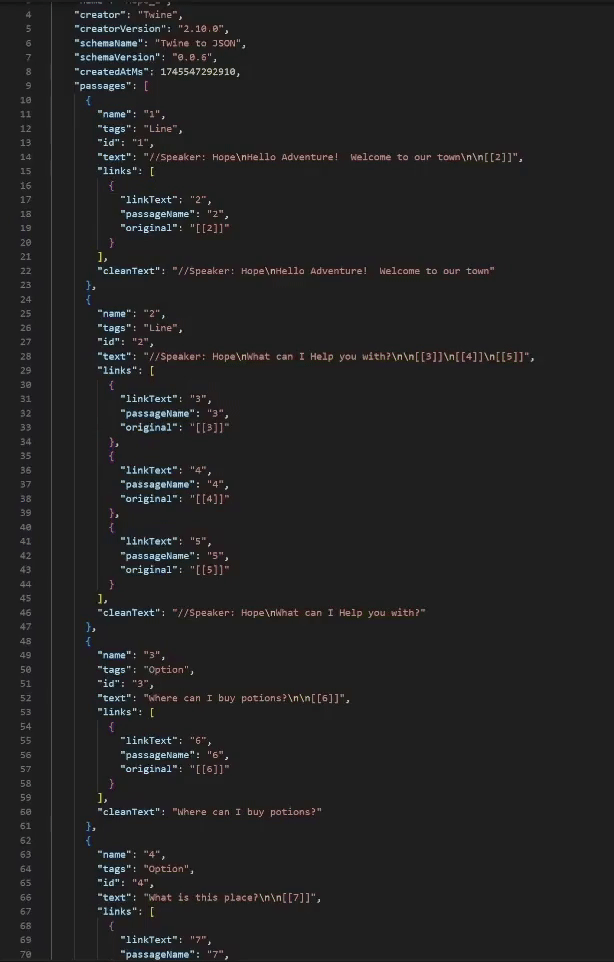 4 "creator": "Twine",
5 "creatorVersion": "2.10.0",
6 "schemaName": "Twine to JSON",
7 "schemaVersion": "0.0.6",
8 "createdAtMs": 1745547292910,
9 "passages": [
10 {
11 "name": "1",
12 "tags": "Line",
13 "id": "1",
14 "text": "//Speaker: Hope\nHello Adventure!  Welcome to our town\n\n[[2]]",
15 "links": [
16 {
17 "linkText": "2",
18 "passageName": "2",
19 "original": "[[2]]"
20 }
21 ],
22 "cleanText": "//Speaker: Hope\nHello Adventure!  Welcome to our town"
23 },
24 {
25 "name": "2",
26 "tags": "Line",
27 "id": "2",
28 "text": "//Speaker: Hope\nWhat can I Help you with?\n\n[[3]]\n[[4]]\n[[5]]",
29 "links": [
30 {
31 "linkText": "3",
32 "passageName": "3",
33 "original": "[[3]]"
34 },
35 {
36 "linkText": "4",
37 "passageName": "4",
38 "original": "[[4]]"
39 },
40 {
41 "linkText": "5",
42 "passageName": "5",
43 "original": "[[5]]"
44 }
45 ],
46 "cleanText": "//Speaker: Hope\nWhat can I Help you with?"
47 },
48 {
49 "name": "3",
50 "tags": "Option",
51 "id": "3",
52 "text": "Where can I buy potions?\n\n[[6]]",
53 "links": [
54 {
55 "linkText": "6",
56 "passageName": "6",
57 "original": "[[6]]"
58 }
59 ],
60 "cleanText": "Where can I buy potions?"
61 },
62 {
63 "name": "4",
64 "tags": "Option",
65 "id": "4",
66 "text": "What is this place?\n\n[[7]]",
67 "links": [
68 {
69 "linkText": "7",
70 "passageName": "7",